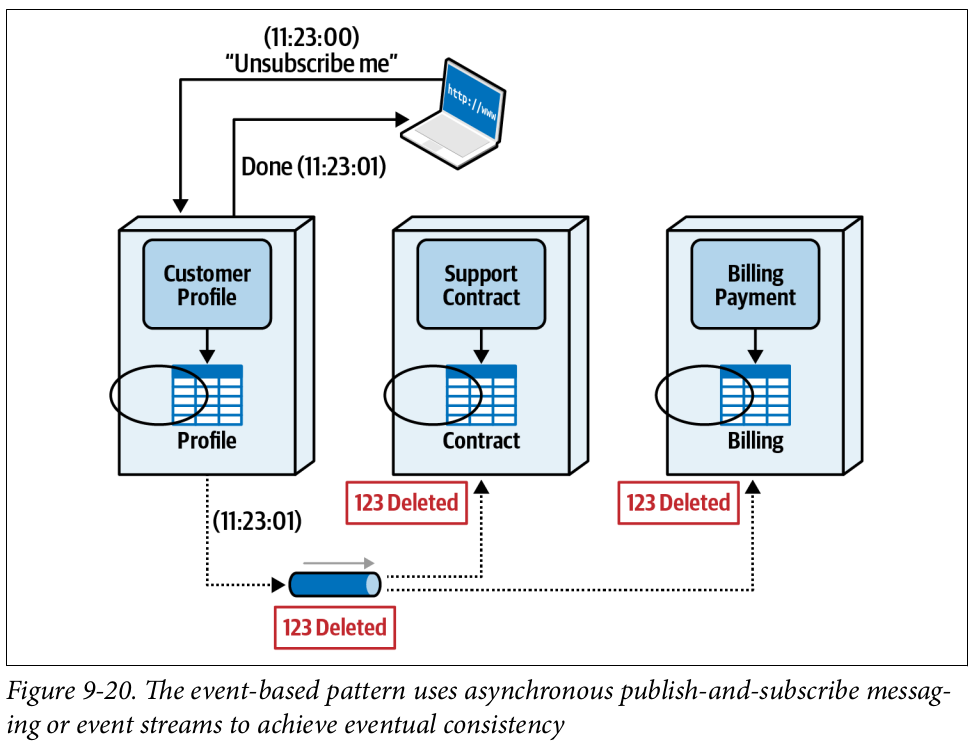 (11:23:00)
“Unsubscribe me”
http://www
Done (11:23:01)
Customer
Profile
Support
Contract
Billing
Payment
Profile
Contract
Billing
123 Deleted
123 Deleted
(11:23:01)
123 Deleted
Figure 9-20. The event-based pattern uses asynchronous publish-and-subscribe messag-
ing or event streams to achieve eventual consistency